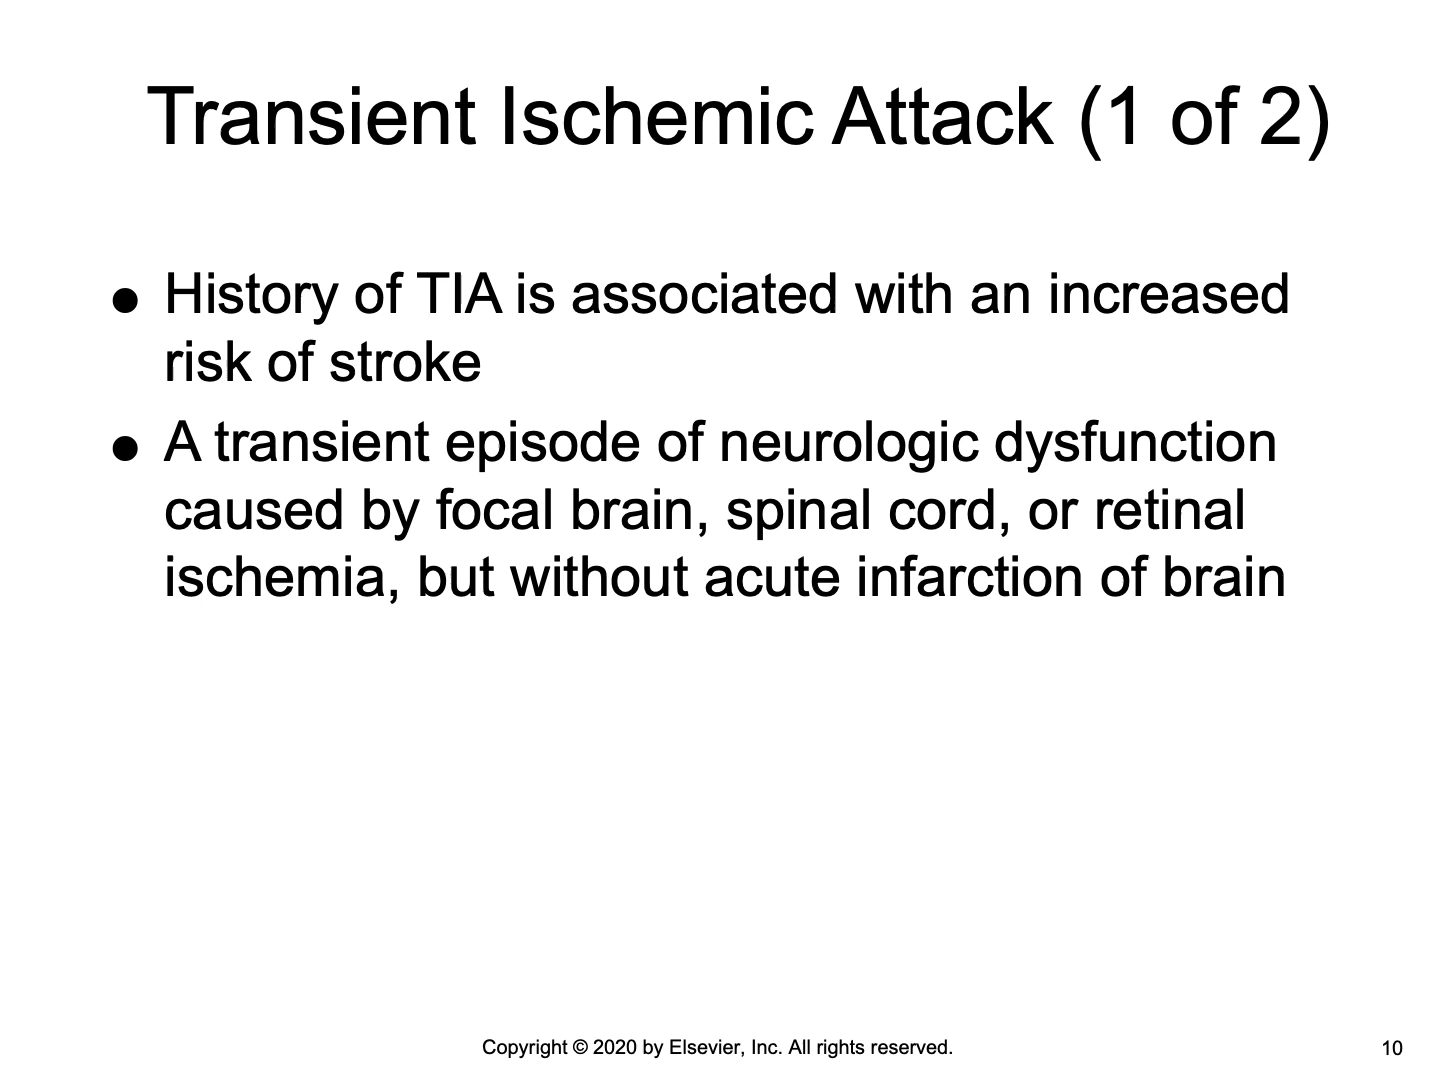 Transient Ischemic Attack (1 of 2)
● History of TIA is associated with an increased
risk of stroke
● A transient episode of neurologic dysfunction
caused by focal brain, spinal cord, or retinal
ischemia, but without acute infarction of brain
Copyright © 2020 by Elsevier, Inc. All rights reserved.
10